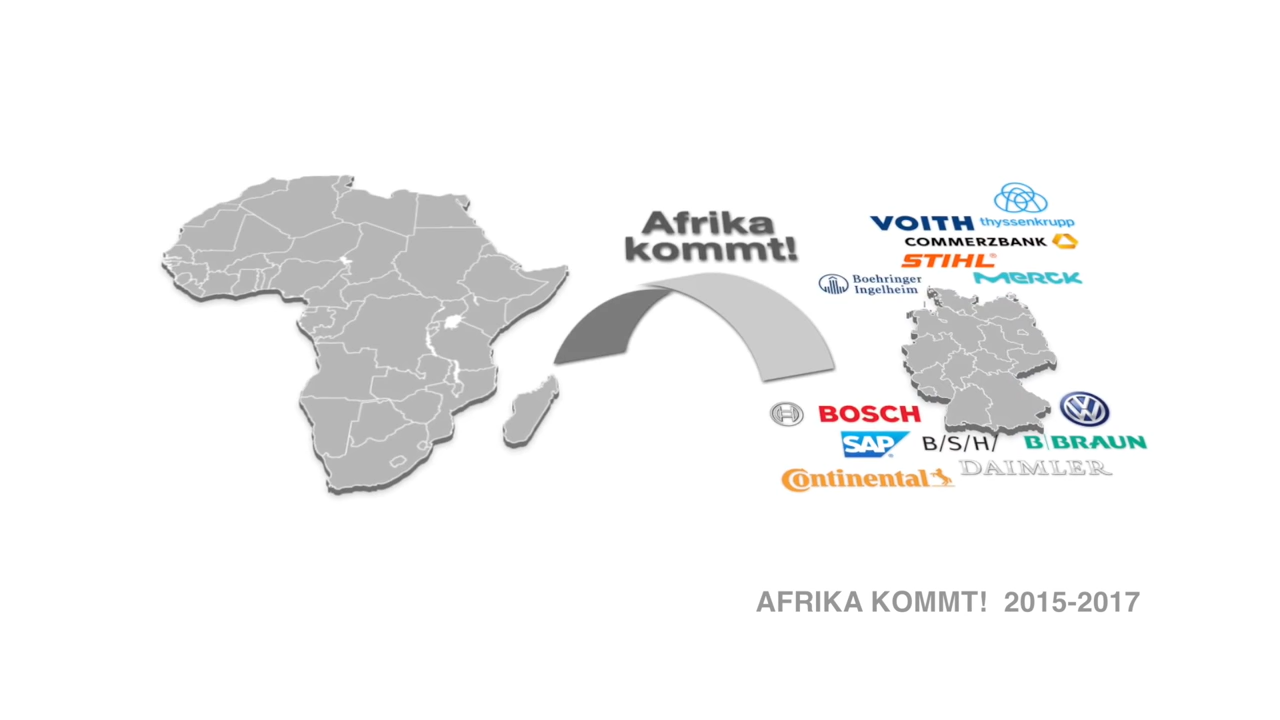 Afrika
kommt!
thyssenkrupp
VOITH
COMMERZBANK
STIHL®
MERCK
Boehringer
Ingelheim
BOSCH
SAP®
B/S/H/
B|BRAUN
Continental
DAIMLER
AFRIKA KOMMT! 2015-2017